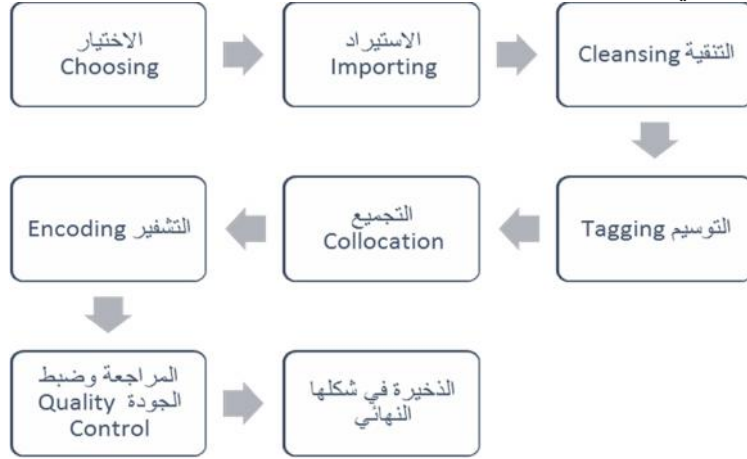 الاختيار
Choosing
الاستيراد
Importing
التنقية Cleansing
التوسيم Tagging
التجميع
Collocation
التشفير Encoding
المراجعة وضبط
الجودة Quality
Control
الذخيرة في شكلها
النهائي